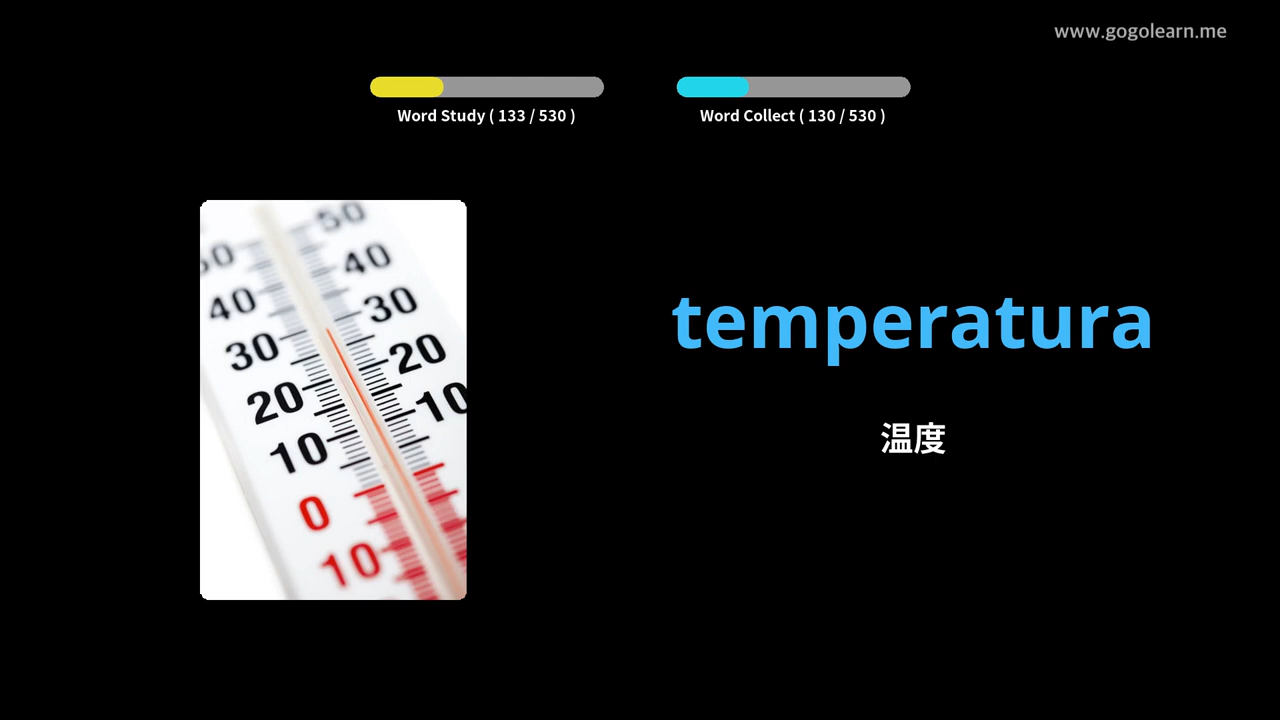 www.gogolearn.me
Word Study ( 133 / 530 )
Word Collect ( 130 / 530 )
50
40
30
20
10
40
30
20
10
0
10
temperatura
温度